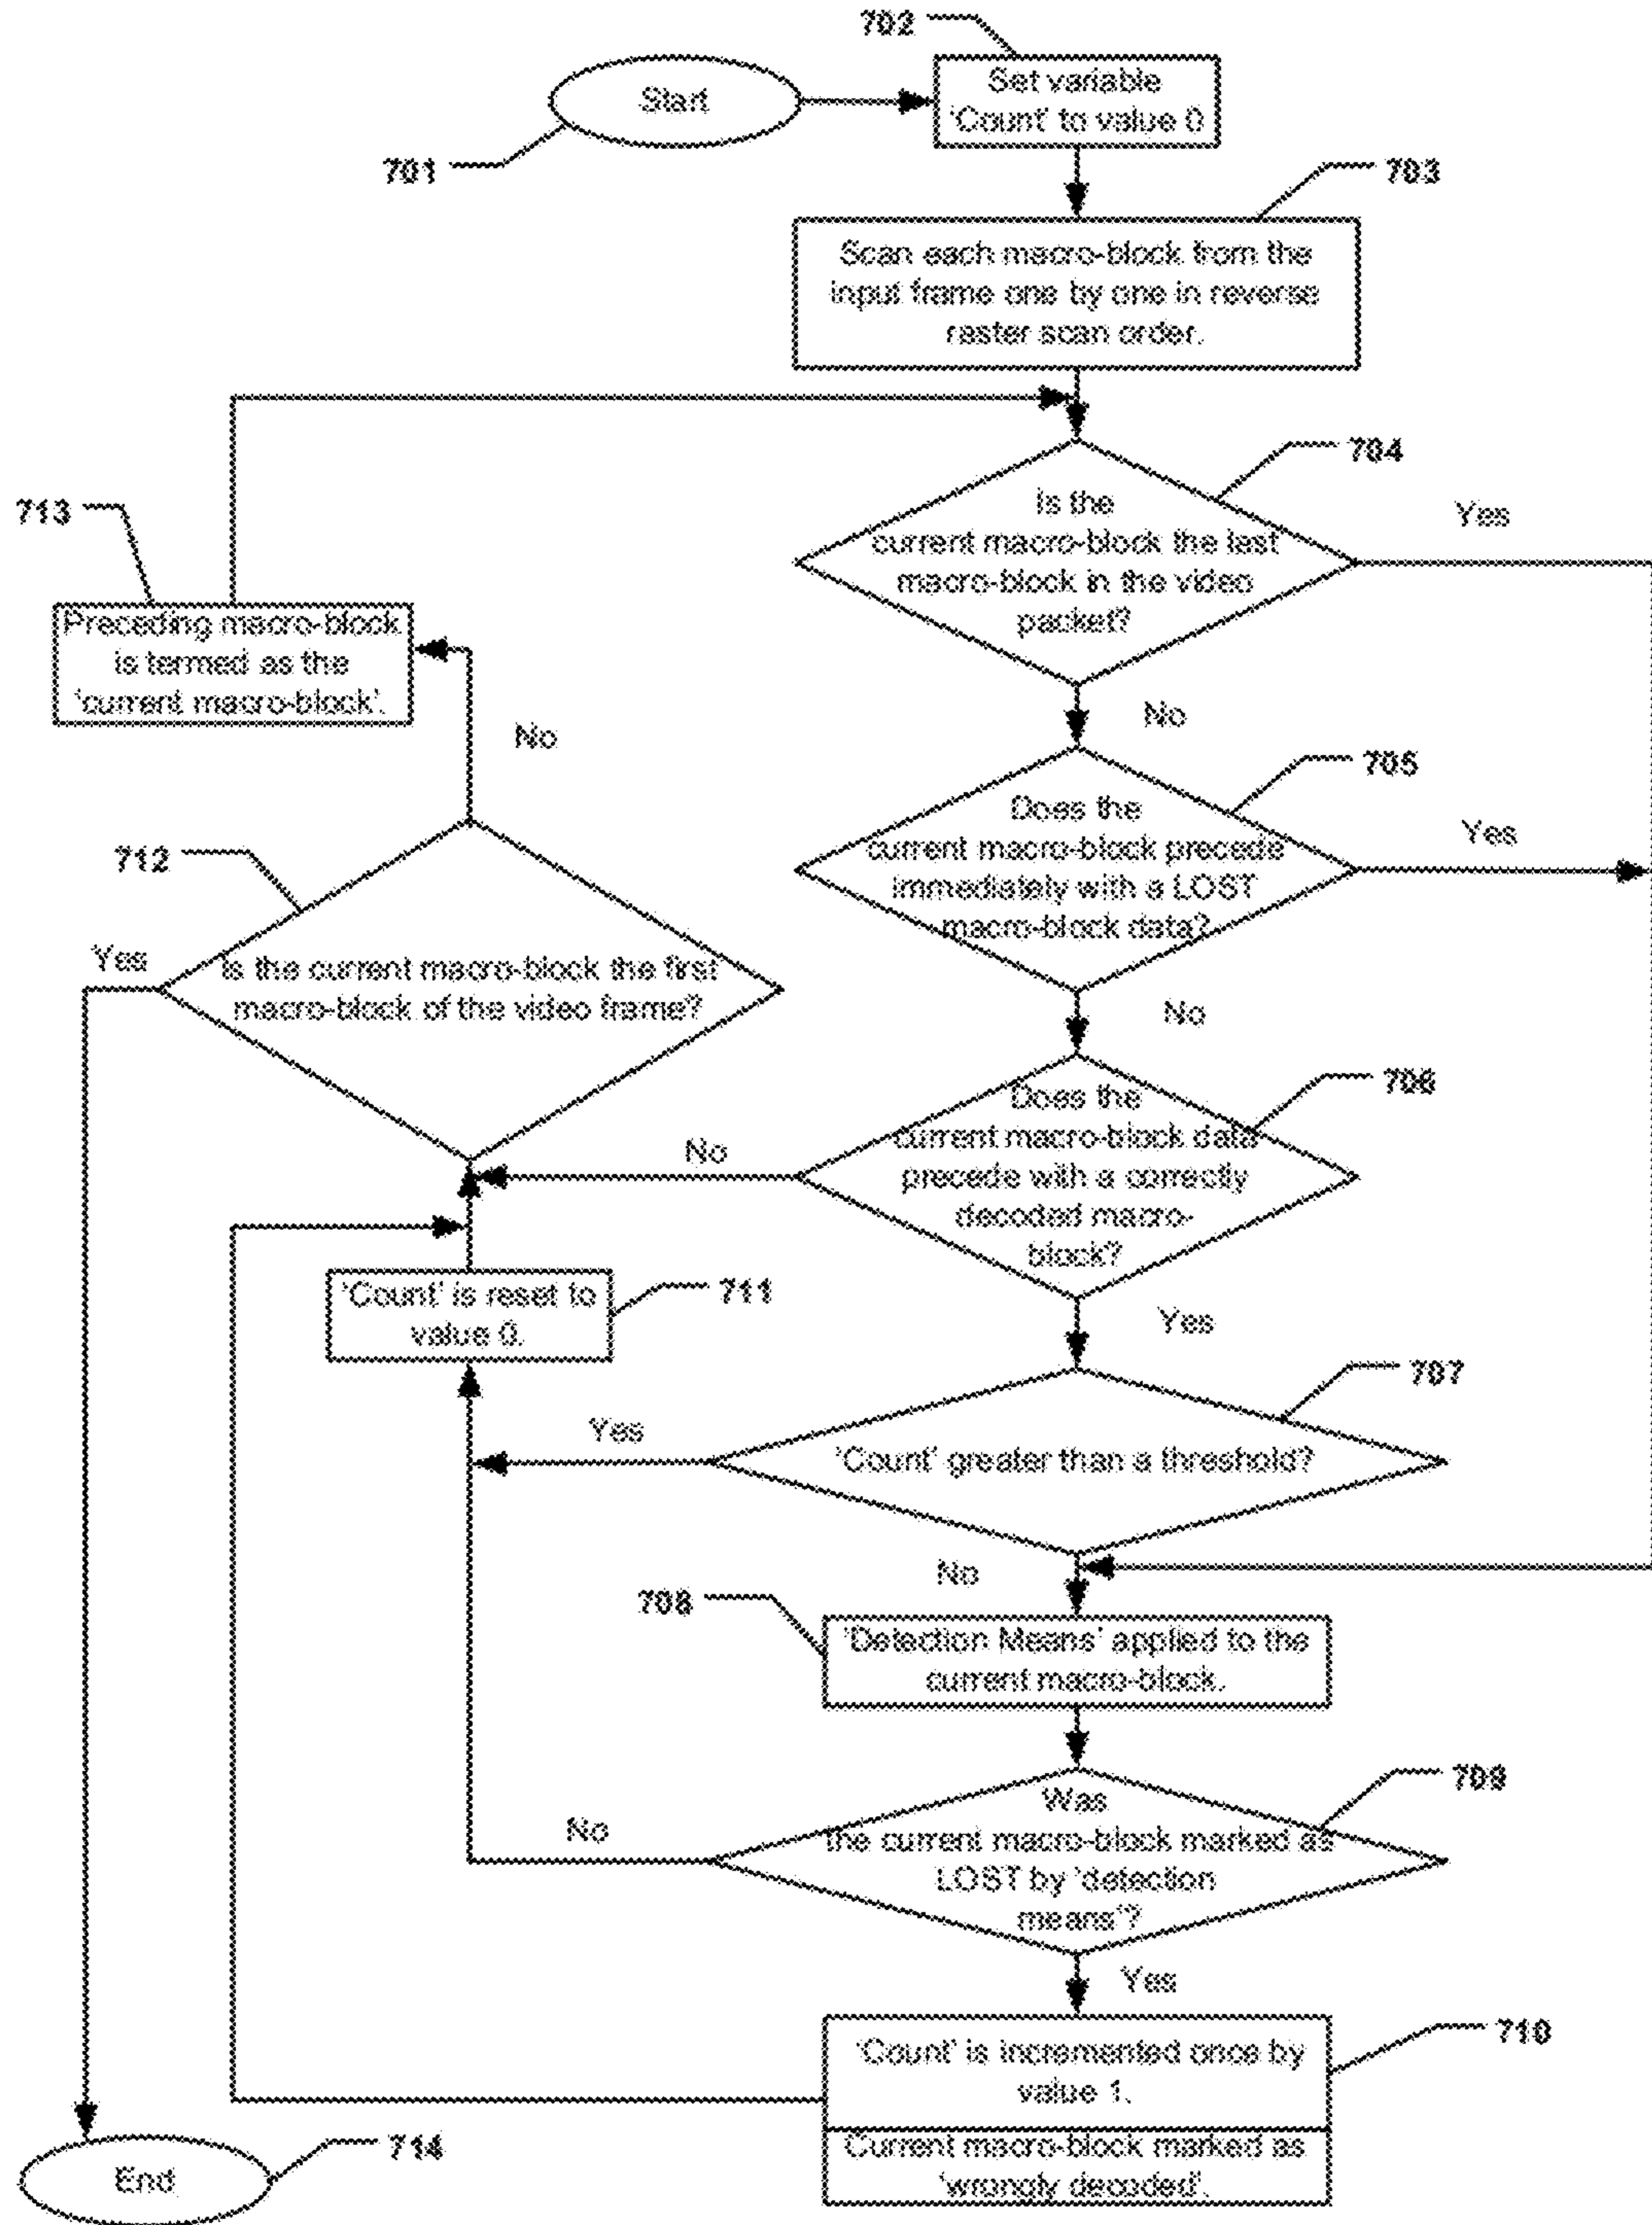 702
Start
Set variable
'Count' to value 0
701
703
Scan each macro-block from the
input frame one by one in reverse
raster scan order.
704
713
Is the
current macro-block the last
macro-block in the video
packet?
Yes
Preceding macro-block
is termed as the
'current macro-block'.
No
No
705
Does the
current macro-block precede
immediately with a LOST
macro-block data?
Yes
712
Yes
Is the current macro-block the first
macro-block of the video frame?
No
706
Does the
current macro-block data
precede with a correctly
decoded macro-
block?
No
'Count' is reset to
value 0.
711
Yes
707
Yes
'Count' greater than a threshold?
No
708
'Detection Means' applied to the
current macro-block.
709
Was
the current macro-block marked as
LOST by 'detection
means'?
No
Yes
710
'Count' is incremented once by
value 1.
Current macro-block marked as
'wrongly decoded'.
714
End